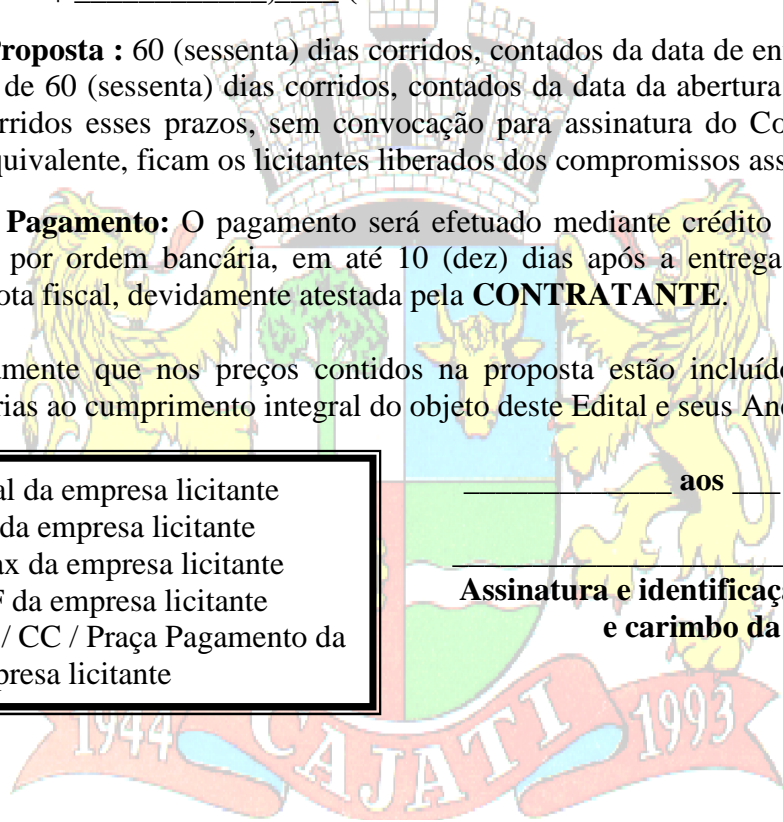 Proposta : 60 (sessenta) dias corridos, contados da data de en
de 60 (sessenta) dias corridos, contados da data da abertura
rridos esses prazos, sem convocação para assinatura do Co
quivalente, ficam os licitantes liberados dos compromissos ass
Pagamento: O pagamento será efetuado mediante crédito
por ordem bancária, em até 10 (dez) dias após a entrega
ota fiscal, devidamente atestada pela CONTRATANTE.
amente que nos preços contidos na proposta estão incluíd
rias ao cumprimento integral do objeto deste Edital e seus An
al da empresa licitante
da empresa licitante
ax da empresa licitante
F da empresa licitante
/ CC / Praça Pagamento da
presa licitante
_____________ aos ___
_____________________
Assinatura e identificaç
e carimbo da
1944 CAJATI 1993